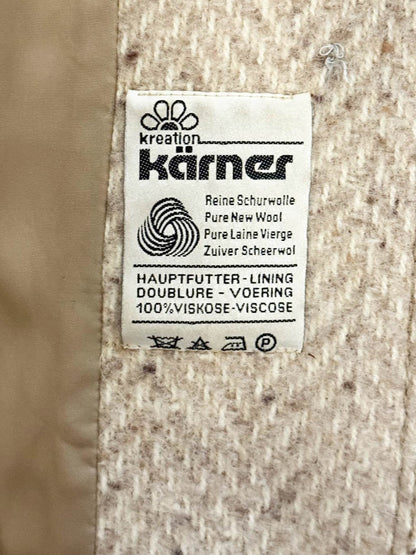 kreation
kärner
Reine Schurwolle
Pure New Wool
Pure Laine Vierge
Zuiver Scheerwol
HAUPTFUTTER-LINING
DOUBLURE - VOERING
100% VISKOSE-VISCOSE
P